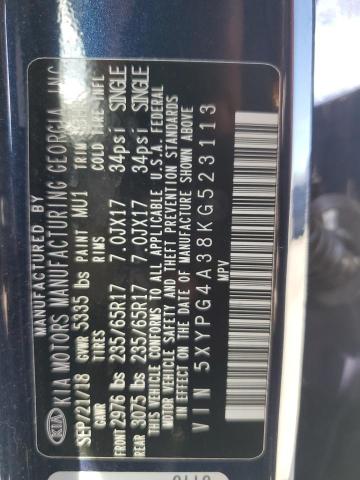 MANUFACTURED BY
KIA KIA MOTORS MANUFACTURING GEORGIA, INC.
SEP/21/18 GVWR 5335 lbs PAINT MU1 TRIM
GAWR TIRES RIMS COLD TIRE INFL
FRONT 2976 lbs 235/65R17 7.0JX17 34psi SINGLE
REAR 3075 lbs 235/65R17 7.0JX17 34psi SINGLE
THIS VEHICLE CONFORMS TO ALL APPLICABLE U.S.A. FEDERAL
MOTOR VEHICLE SAFETY AND THEFT PREVENTION STANDARDS
IN EFFECT ON DATE OF MANUFACTURE SHOWN ABOVE
VIN 5XYPG4A38KG523113
MPV